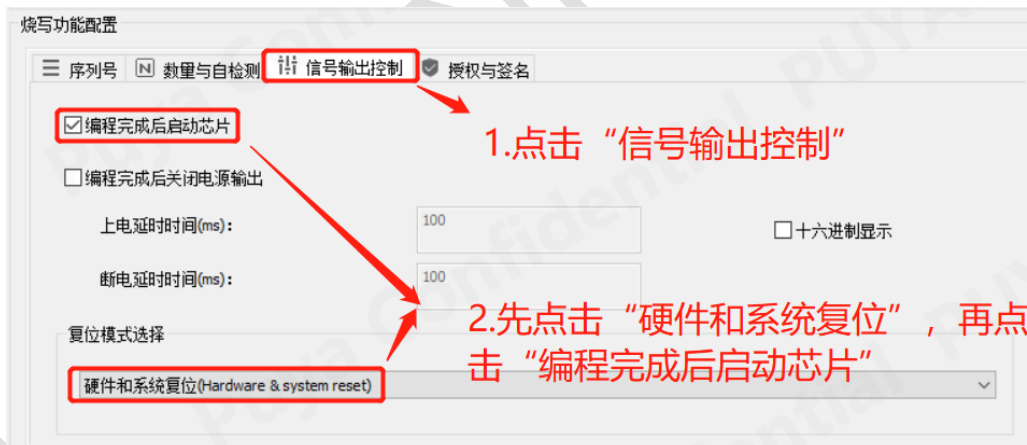 烧写功能配置
序列号 N 数量与自检测 信号输出控制 授权与签名
编程完成后启动芯片
1.点击“信号输出控制”
编程完成后关闭电源输出
上电延时时间(ms): 100 十六进制显示
断电延时时间(ms): 100
2.先点击“硬件和系统复位”，再点
击“编程完成后启动芯片”
复位模式选择
硬件和系统复位(Hardware & system reset)
Puya Confidential PUYA